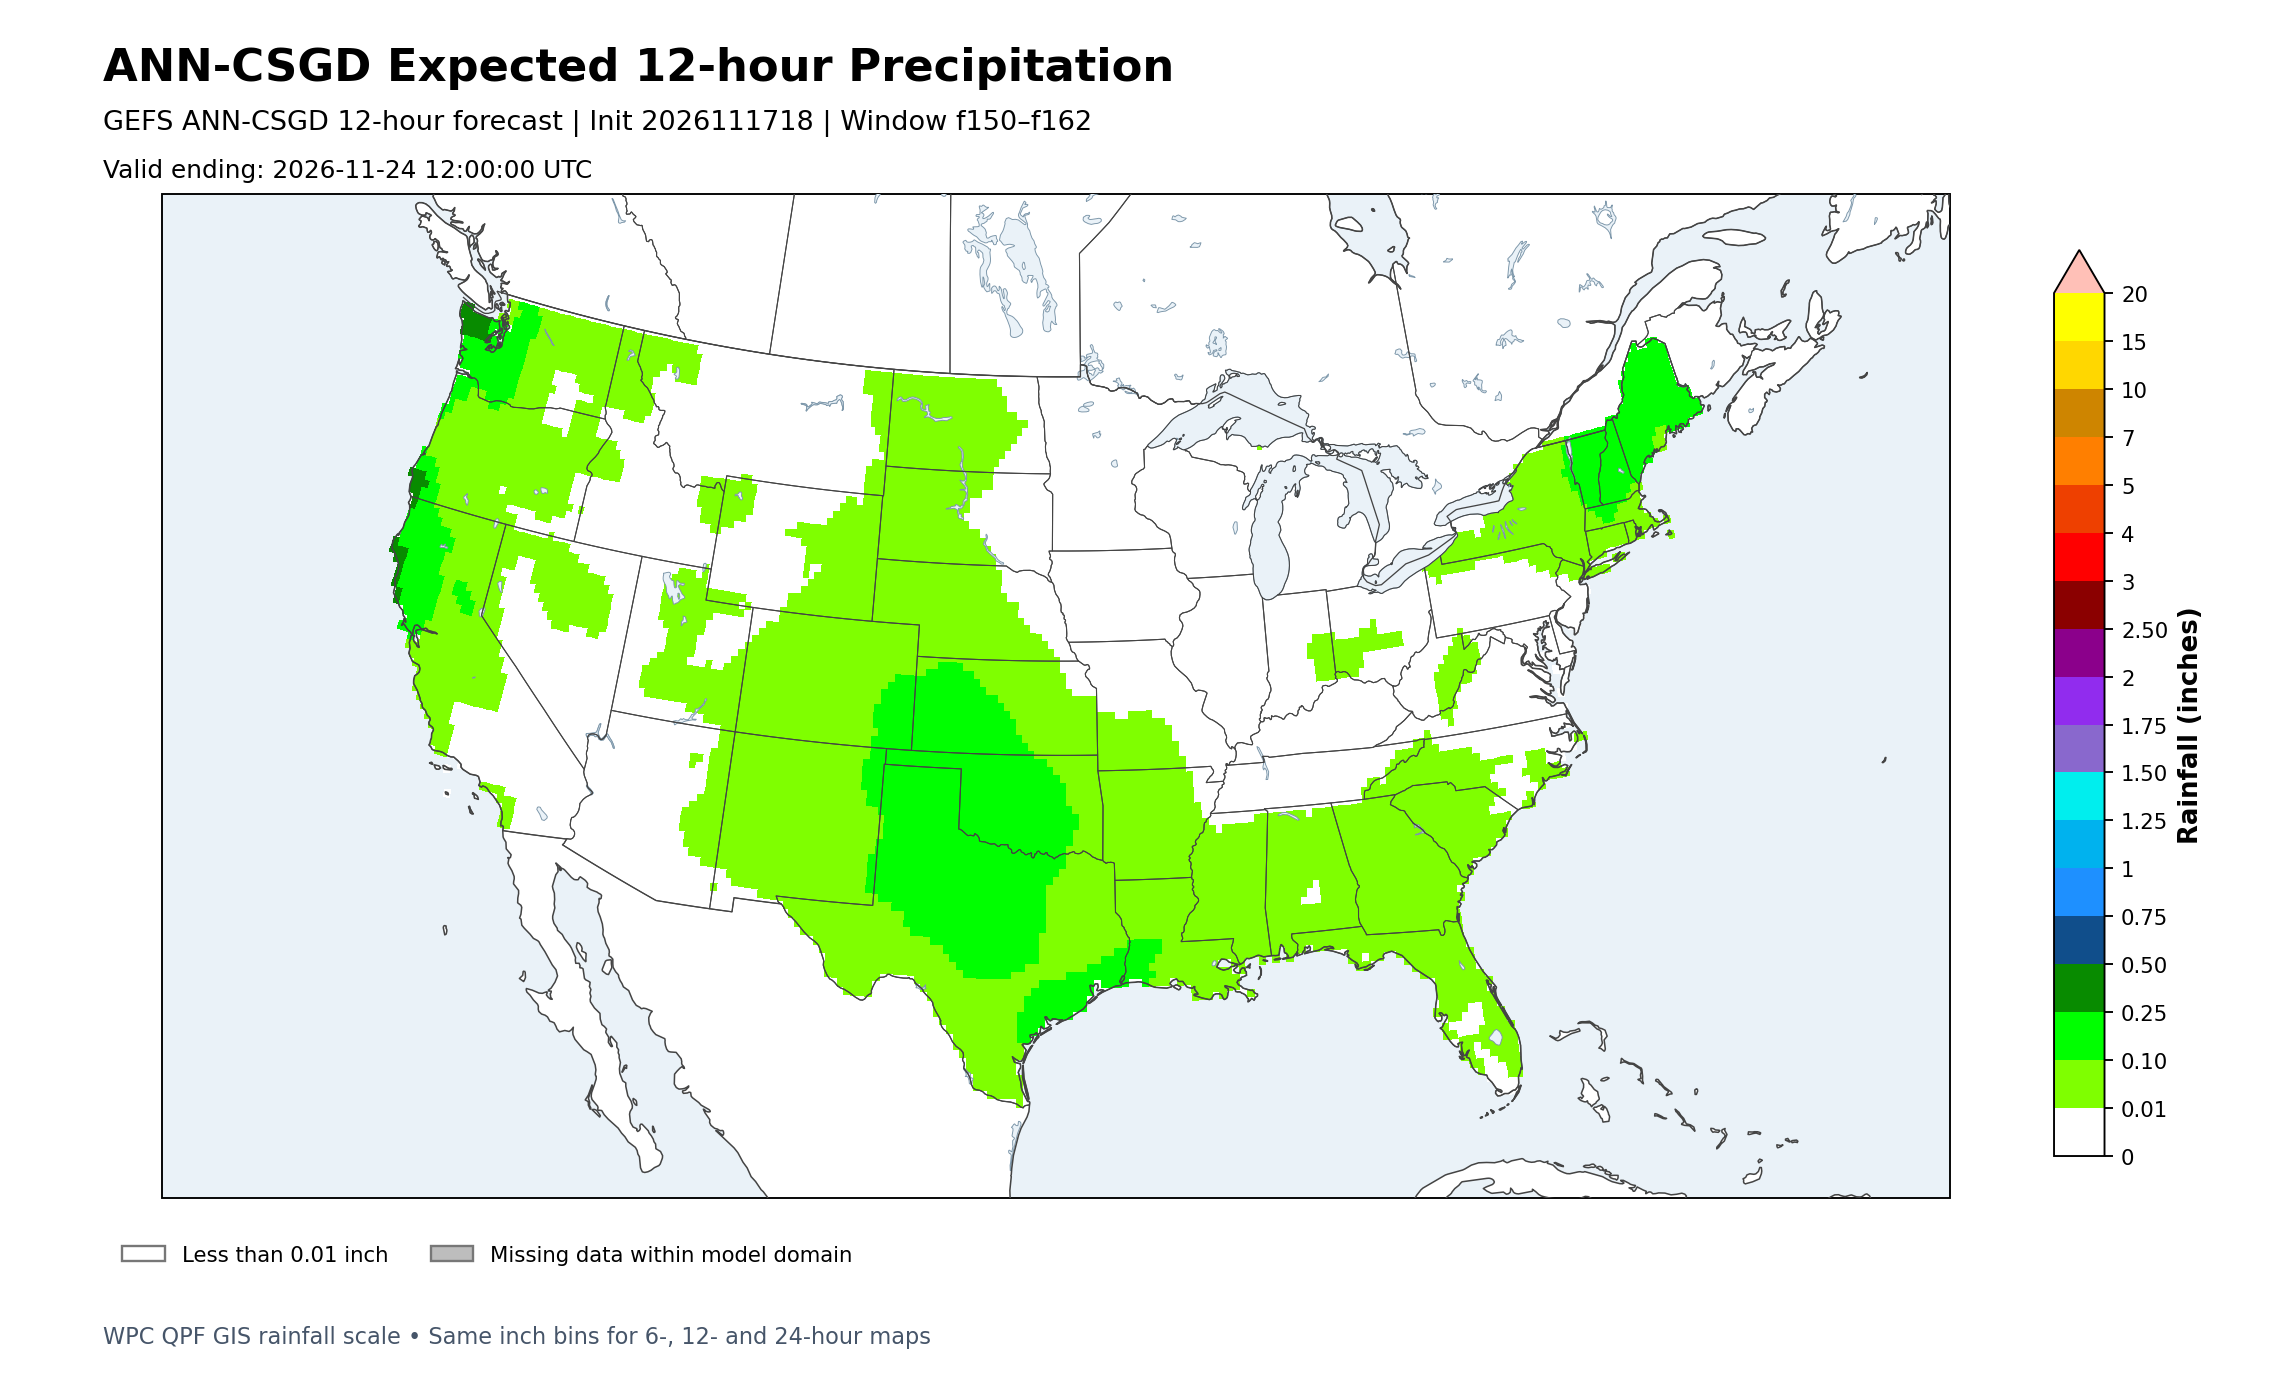 ANN-CSGD Expected 12-hour Precipitation
GEFS ANN-CSGD 12-hour forecast | Init 2026111718 | Window f150–f162
Valid ending: 2026-11-24 12:00:00 UTC
20
15
10
7
5
4
3
2.50
2
1.75
1.50
1.25
1
0.75
0.50
0.25
0.10
0.01
0
Rainfall (inches)
Less than 0.01 inch
Missing data within model domain
WPC QPF GIS rainfall scale • Same inch bins for 6-, 12- and 24-hour maps